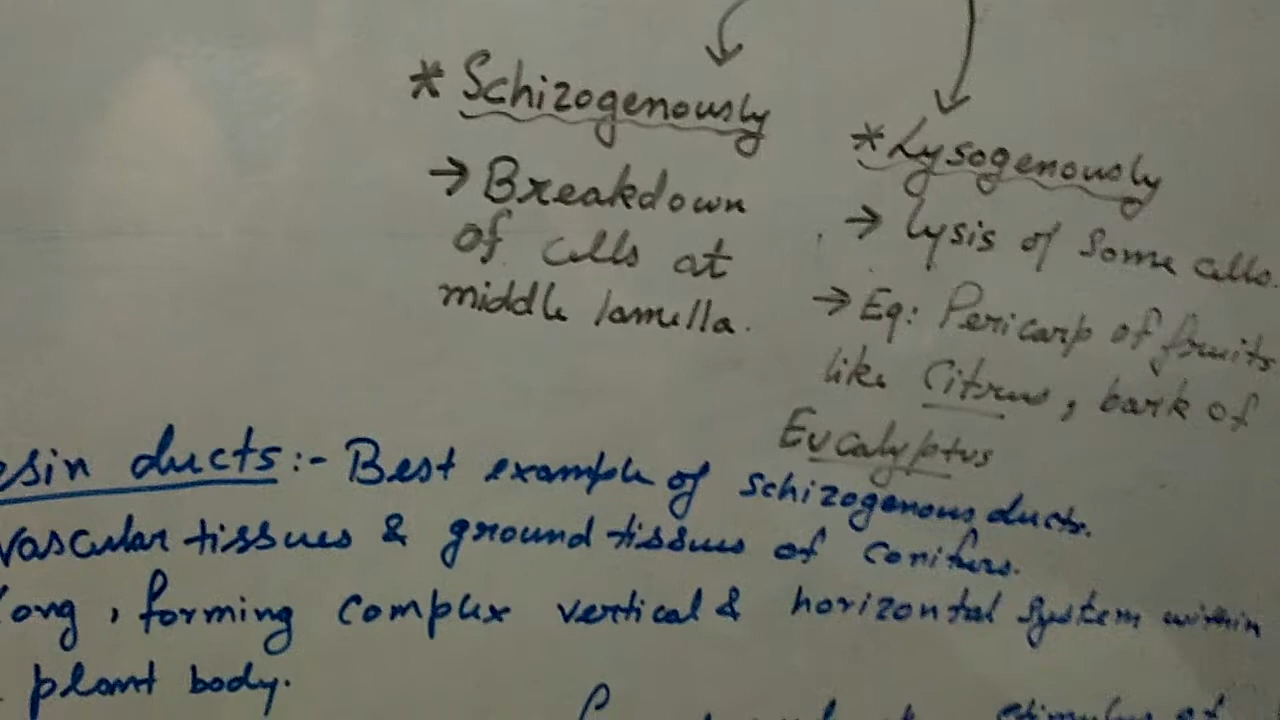 * Schizogenously
→ Breakdown
of cells at
middle lamella.
* Lysogenously
→ lysis of some cells.
→ Eg: Pericarp of fruits
like Citrus, bark of
Eucalyptus
esin ducts:- Best example of schizogenous ducts.
vascular tissues & ground tissues of conifers.
long, forming complex vertical & horizontal system within
plant body.
stimulus of